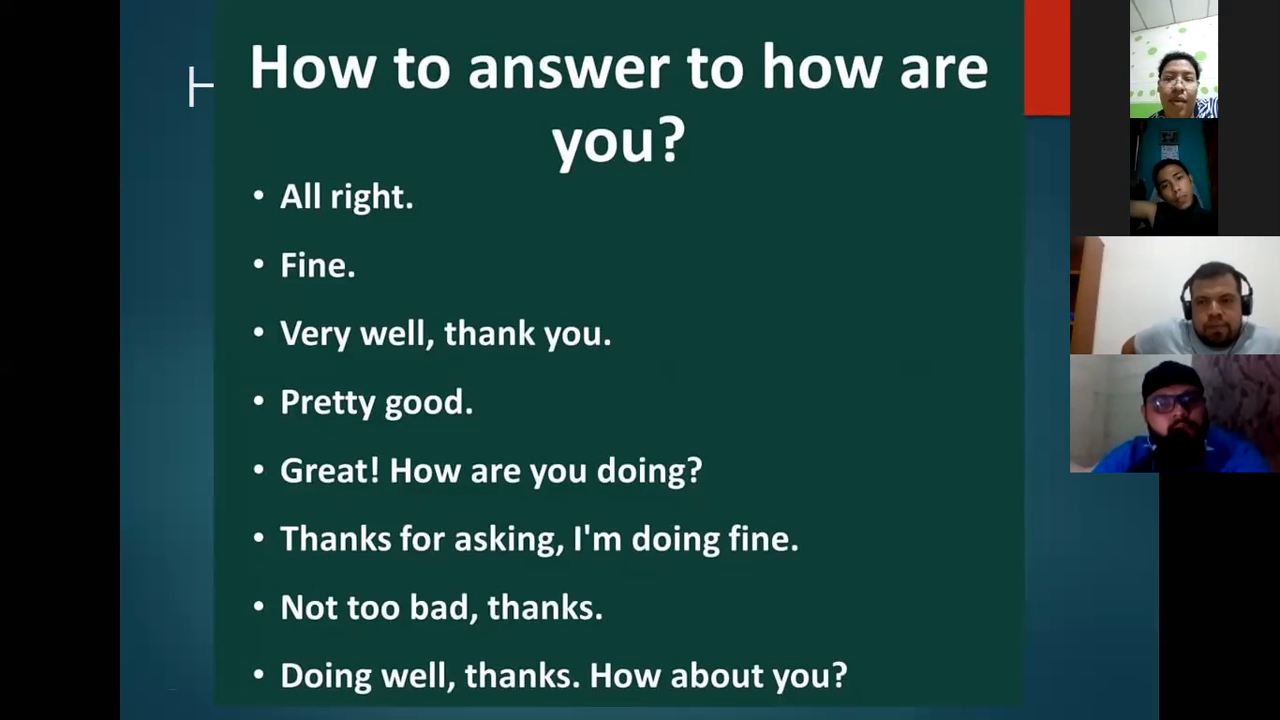 How to answer to how are
you?
• All right.
• Fine.
• Very well, thank you.
• Pretty good.
• Great! How are you doing?
• Thanks for asking, I'm doing fine.
• Not too bad, thanks.
• Doing well, thanks. How about you?